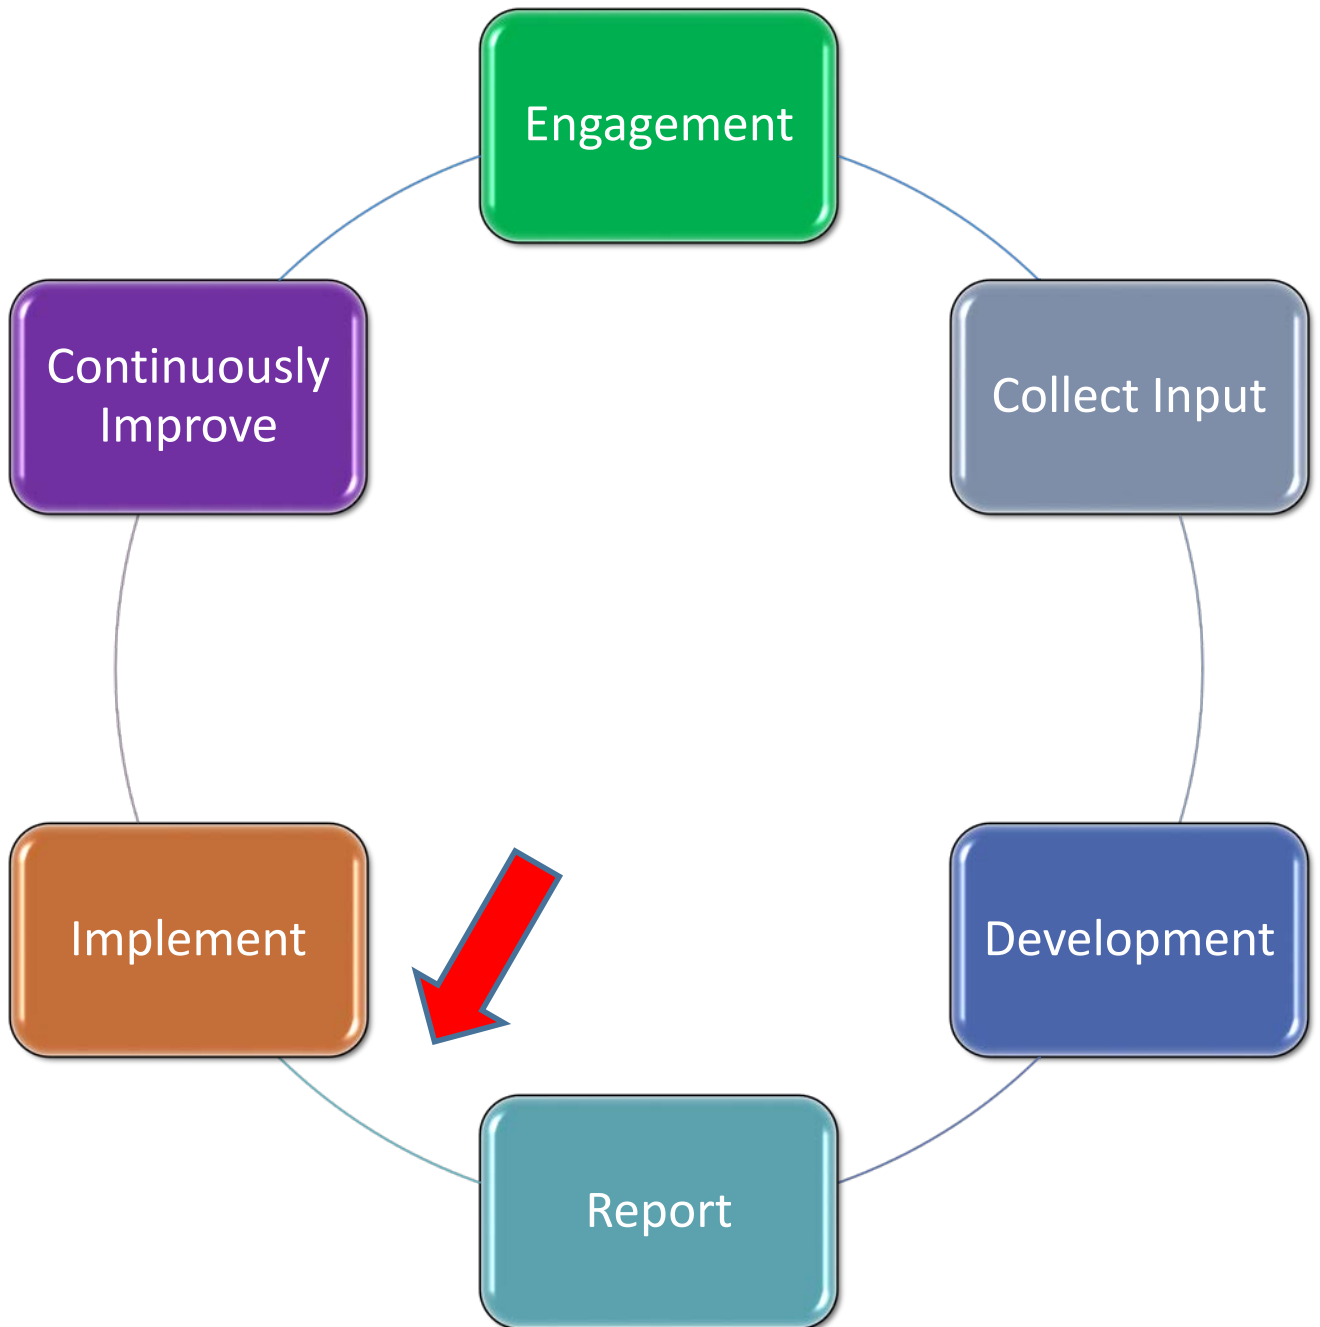 Engagement
Collect Input
Development
Report
Implement
Continuously
Improve